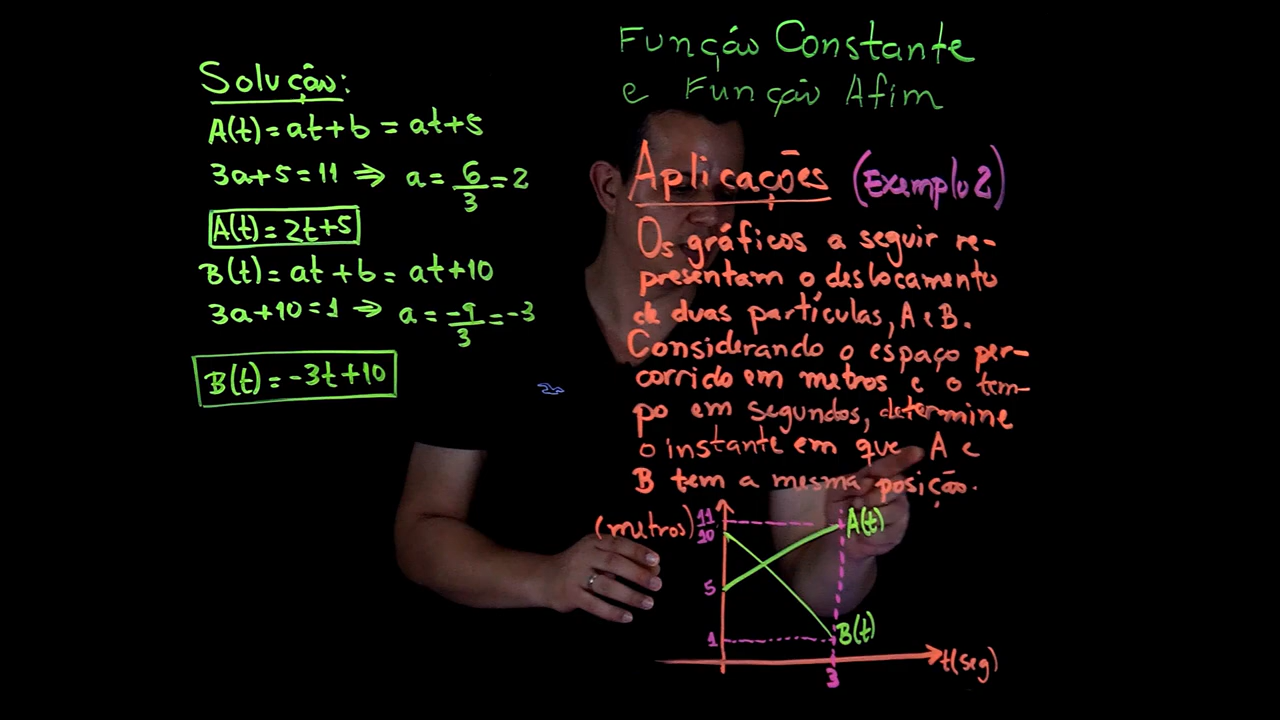 Função Constante
e Função Afim
Solução:
A(t) = at + b = at + 5
3a + 5 = 11 ⇒ a = 6/3 = 2
A(t) = 2t + 5
B(t) = at + b = at + 10
3a + 10 = 1 ⇒ a = -9/3 = -3
B(t) = -3t + 10
Aplicações (Exemplo 2)
Os gráficos a seguir re-
presentam o deslocamento
de duas partículas, A e B.
Considerando o espaço per-
corrido em metros e o tem-
po em segundos, determine
o instante em que A e
B tem a mesma posição.
(metros)
11
10
5
1
A(t)
B(t)
3
t(seg)